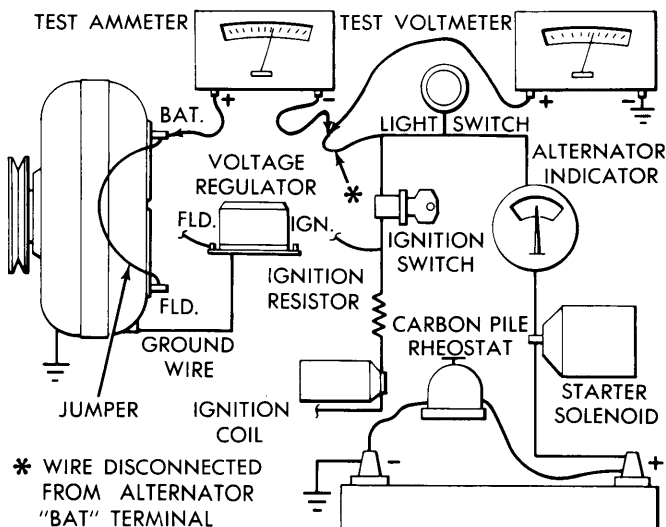 TEST AMMETER
TEST VOLTMETER
+
-
+
-
BAT.
LIGHT SWITCH
VOLTAGE
REGULATOR
ALTERNATOR
INDICATOR
*
FLD.
IGN.
IGNITION
SWITCH
IGNITION
RESISTOR
FLD.
GROUND
WIRE
CARBON PILE
RHEOSTAT
JUMPER
IGNITION
COIL
STARTER
SOLENOID
* WIRE DISCONNECTED
FROM ALTERNATOR
"BAT" TERMINAL
-
+